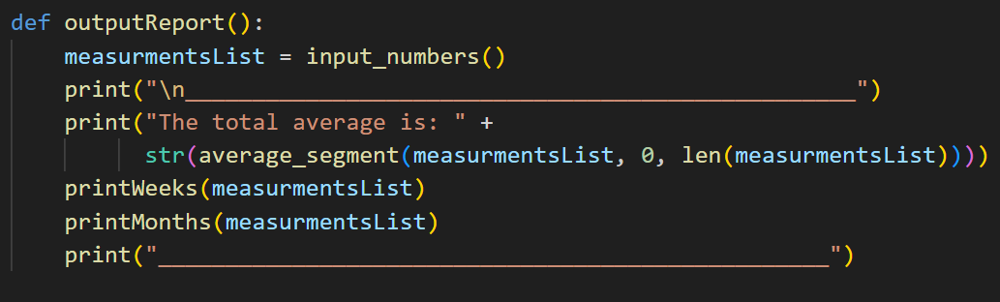 def outputReport():
    measurmentsList = input_numbers()
    print("\n__________________________________________________")
    print("The total average is: " +
          str(average_segment(measurmentsList, 0, len(measurmentsList))))
    printWeeks(measurmentsList)
    printMonths(measurmentsList)
    print("__________________________________________________")